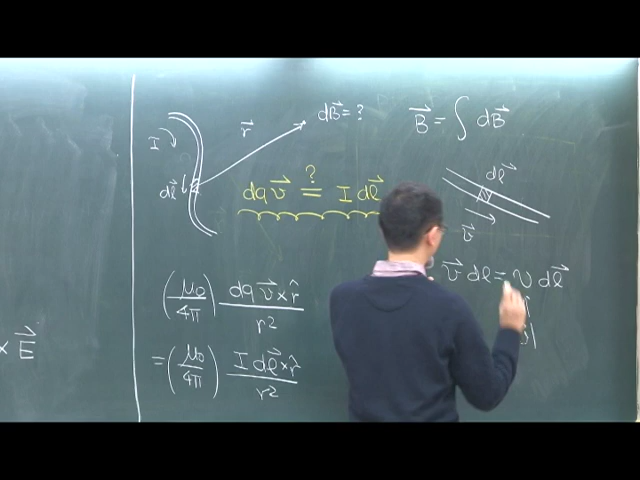 × E⃗
I
dl⃗
r⃗
dB⃗ = ?
B⃗ = ∫ dB⃗
dq v⃗ =? I dl⃗
dl⃗
v⃗
(μ₀/4π) dq v⃗ × r̂ / r²
v⃗ dl = v dl⃗
= (μ₀/4π) I dl⃗ × r̂ / r²